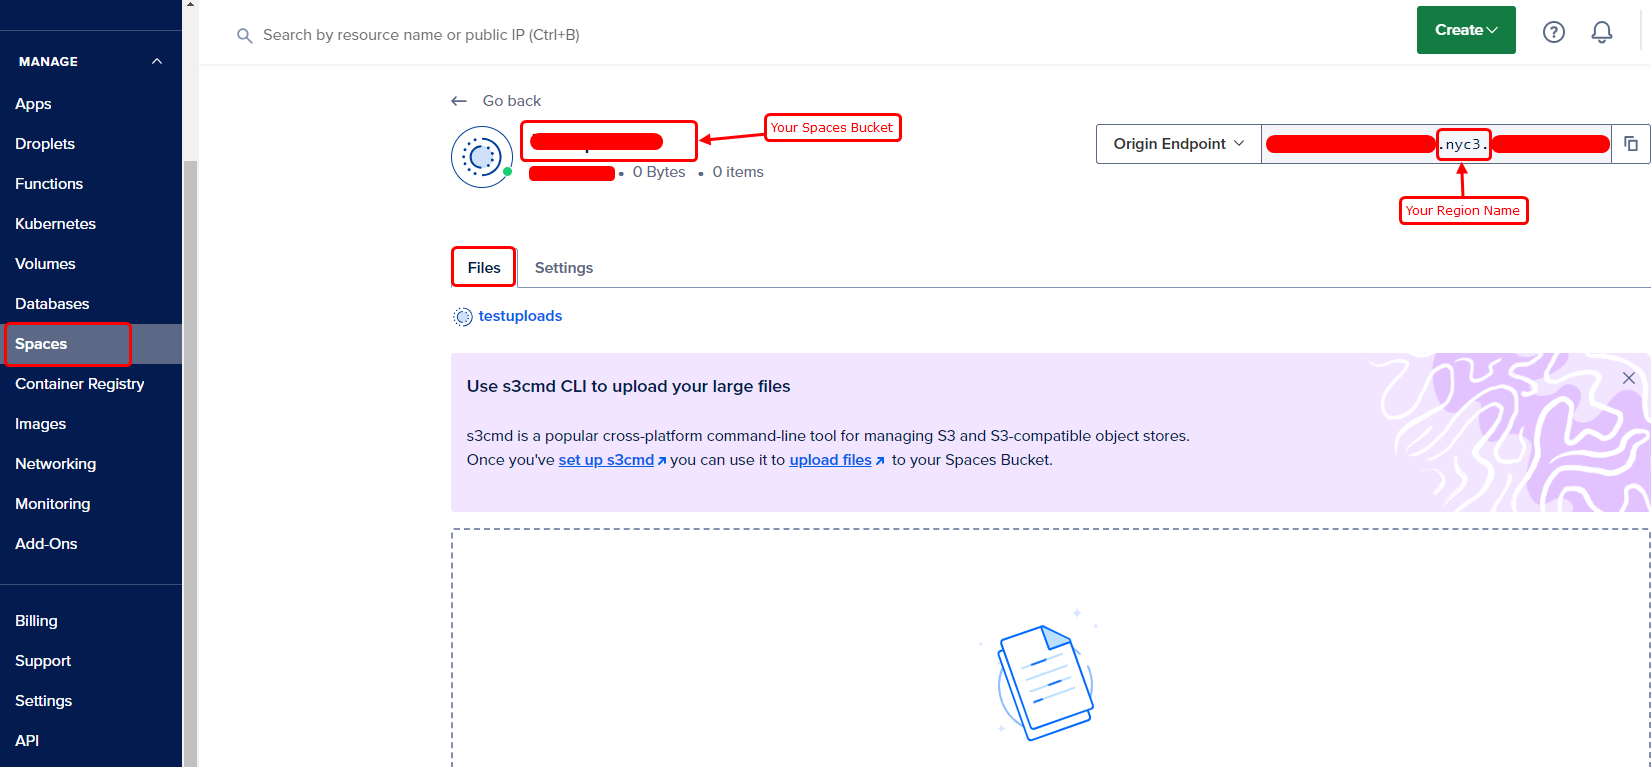 Search by resource name or public IP (Ctrl+B)
Create
?
MANAGE
Apps
Droplets
Functions
Kubernetes
Volumes
Databases
Spaces
Container Registry
Images
Networking
Monitoring
Add-Ons
Billing
Support
Settings
API
← Go back
Your Spaces Bucket
• 0 Bytes • 0 items
Origin Endpoint
.nyc3.
Your Region Name
Files
Settings
testuploads
Use s3cmd CLI to upload your large files
s3cmd is a popular cross-platform command-line tool for managing S3 and S3-compatible object stores.
Once you've set up s3cmd you can use it to upload files to your Spaces Bucket.